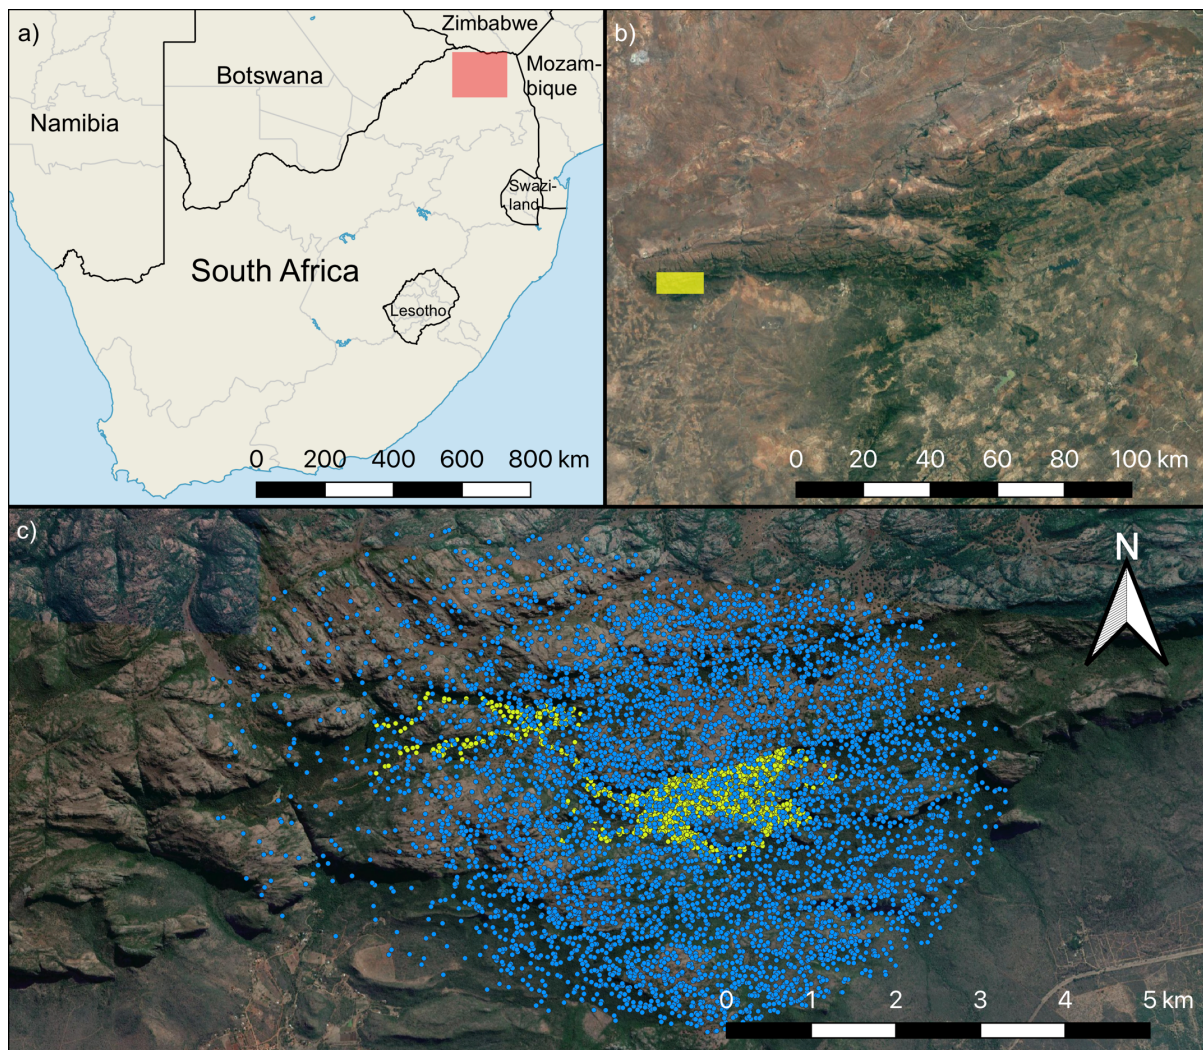 a)
Zimbabwe
Botswana
Mozam-
bique
Namibia
Swazi-
land
South Africa
Lesotho
0 200 400 600 800 km
b)
0 20 40 60 80 100 km
c)
N
0 1 2 3 4 5 km